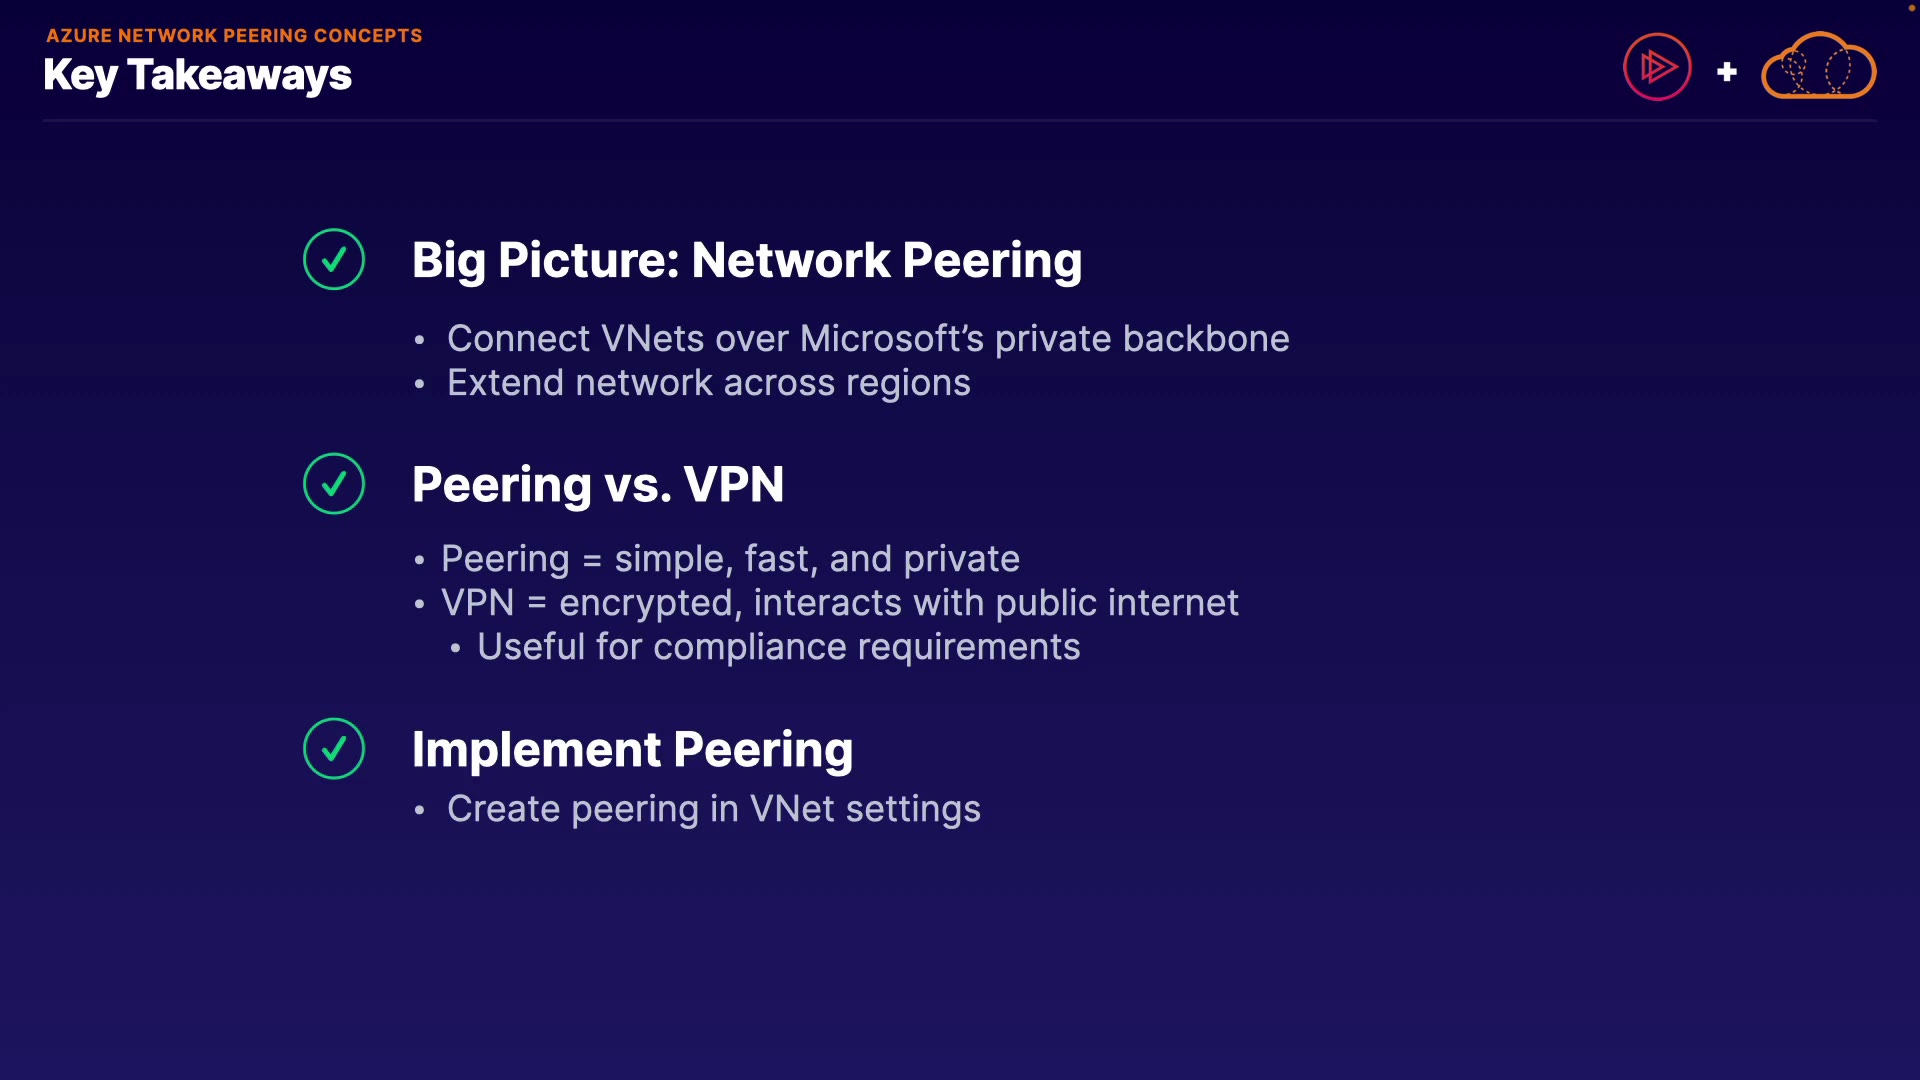 AZURE NETWORK PEERING CONCEPTS
Key Takeaways
Big Picture: Network Peering
• Connect VNets over Microsoft’s private backbone
• Extend network across regions
Peering vs. VPN
• Peering = simple, fast, and private
• VPN = encrypted, interacts with public internet
• Useful for compliance requirements
Implement Peering
• Create peering in VNet settings